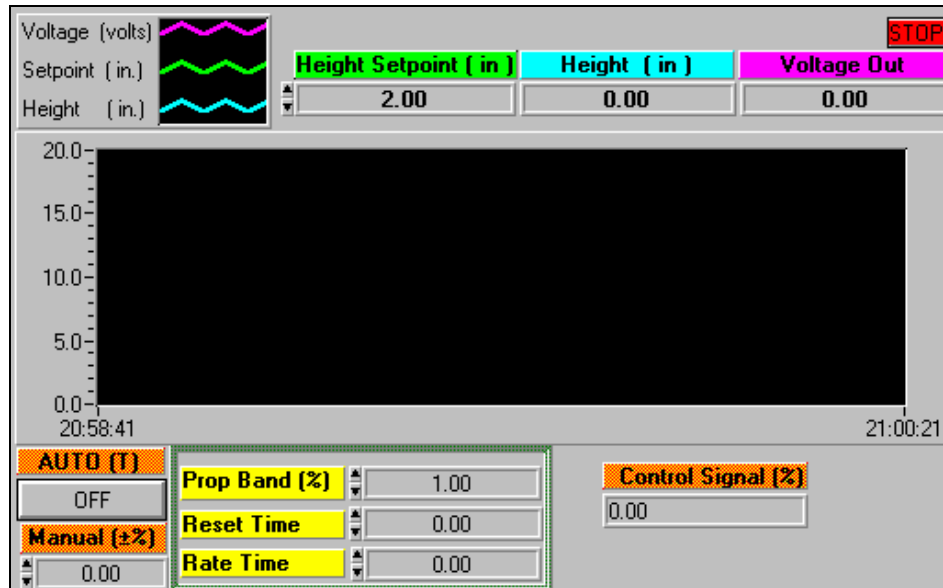 Voltage (volts)
Setpoint ( in.)
Height ( in.)
STOP
Height Setpoint ( in )
2.00
Height ( in )
0.00
Voltage Out
0.00
20.0
15.0
10.0
5.0
0.0
20:58:41
21:00:21
AUTO (T)
OFF
Manual (±%)
0.00
Prop Band (%)
1.00
Reset Time
0.00
Rate Time
0.00
Control Signal (%)
0.00